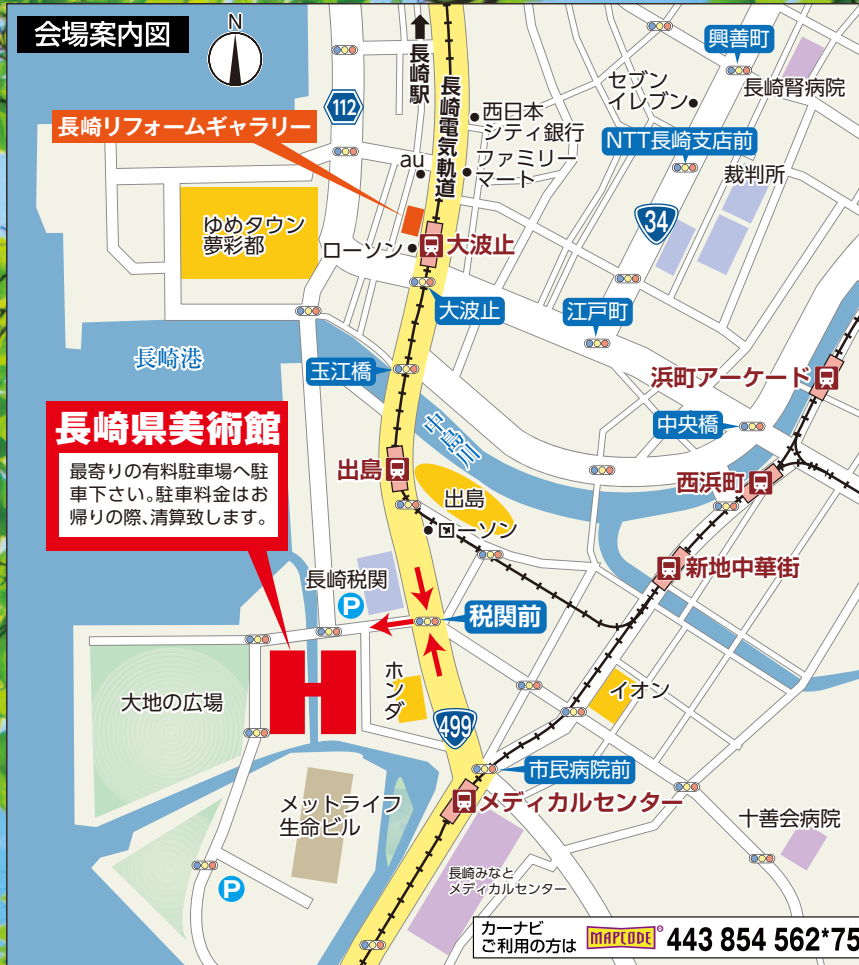 会場案内図
N
長崎駅
長崎電気軌道
興善町
セブン
イレブン
長崎腎病院
112
西日本
シティ銀行
長崎リフォームギャラリー
NTT長崎支店前
au
ファミリー
マート
裁判所
34
ゆめタウン
夢彩都
ローソン
大波止
大波止
江戸町
長崎港
玉江橋
浜町アーケード
中島川
中央橋
長崎県美術館
最寄りの有料駐車場へ駐
車下さい。駐車料金はお
帰りの際、清算致します。
出島
西浜町
出島
ローソン
新地中華街
長崎税関
P
税関前
ホンダ
イオン
大地の広場
499
市民病院前
メットライフ
生命ビル
メディカルセンター
十善会病院
P
長崎みなと
メディカルセンター
カーナビ
ご利用の方は
MAPCODE® 443 854 562*75